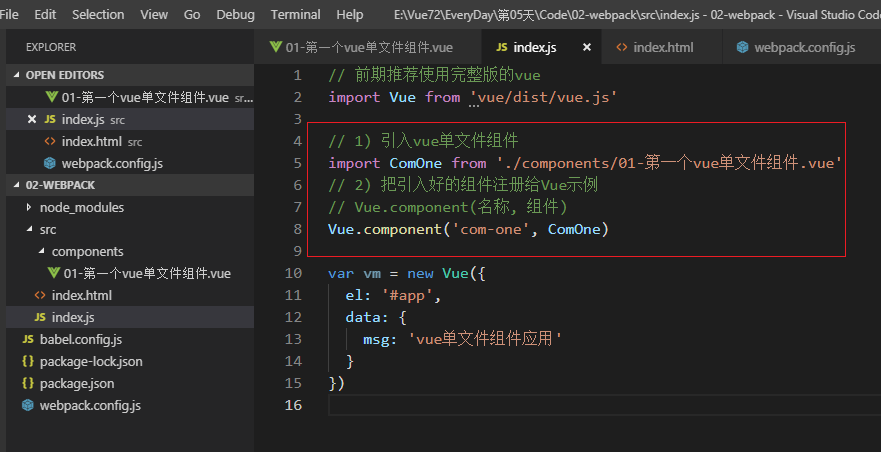 File Edit Selection View Go Debug Terminal Help E:\Vue72\EveryDay\第05天\Code\02-webpack\src\index.js - 02-webpack - Visual Studio Code
EXPLORER
OPEN EDITORS
01-第一个vue单文件组件.vue sr...
index.js src
index.html src
webpack.config.js
02-WEBPACK
node_modules
src
components
01-第一个vue单文件组件.vue
index.html
index.js
babel.config.js
package-lock.json
package.json
webpack.config.js
01-第一个vue单文件组件.vue index.js index.html webpack.config.js
1 // 前期推荐使用完整版的vue
2 import Vue from 'vue/dist/vue.js'
3
4 // 1) 引入vue单文件组件
5 import ComOne from './components/01-第一个vue单文件组件.vue'
6 // 2) 把引入好的组件注册给Vue示例
7 // Vue.component(名称, 组件)
8 Vue.component('com-one', ComOne)
9
10 var vm = new Vue({
11 el: '#app',
12 data: {
13 msg: 'vue单文件组件应用'
14 }
15 })
16